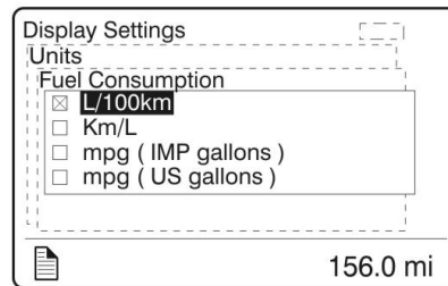 Display Settings
Units
Fuel Consumption
L/100km
Km/L
mpg ( IMP gallons )
mpg ( US gallons )
156.0 mi